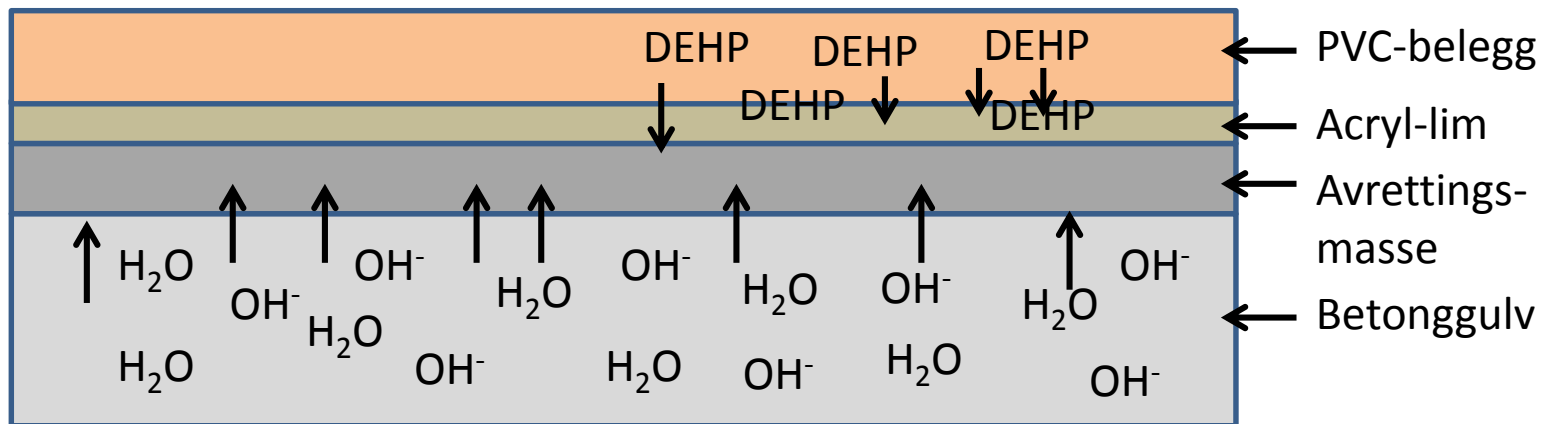 DEHP
DEHP
DEHP
DEHP
DEHP
PVC-belegg
Acryl-lim
Avrettings-
masse
H₂O
OH⁻
OH⁻
OH⁻
OH⁻
H₂O
H₂O
H₂O
OH⁻
H₂O
Betonggulv
H₂O
OH⁻
H₂O
OH⁻
H₂O
OH⁻